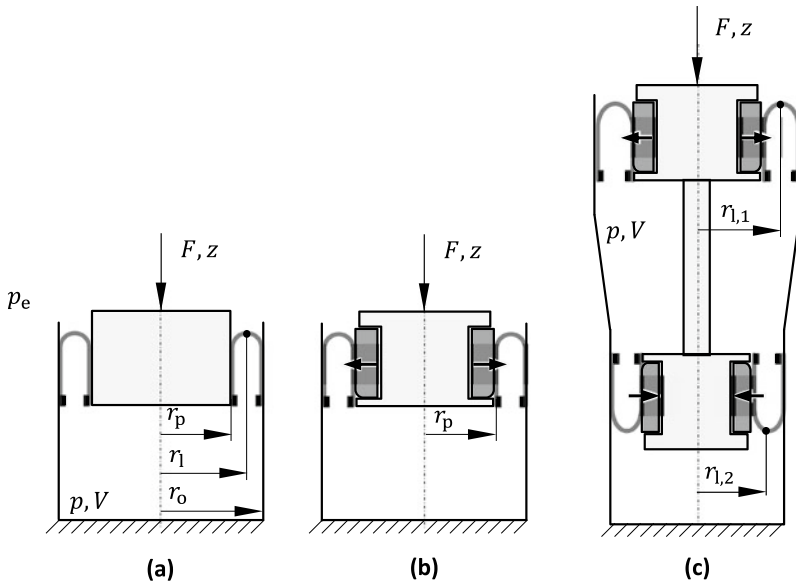 F, z
r_l,1
p, V
F, z
F, z
p_e
r_p
r_p
r_l
r_l,2
r_o
p, V
(a)
(b)
(c)